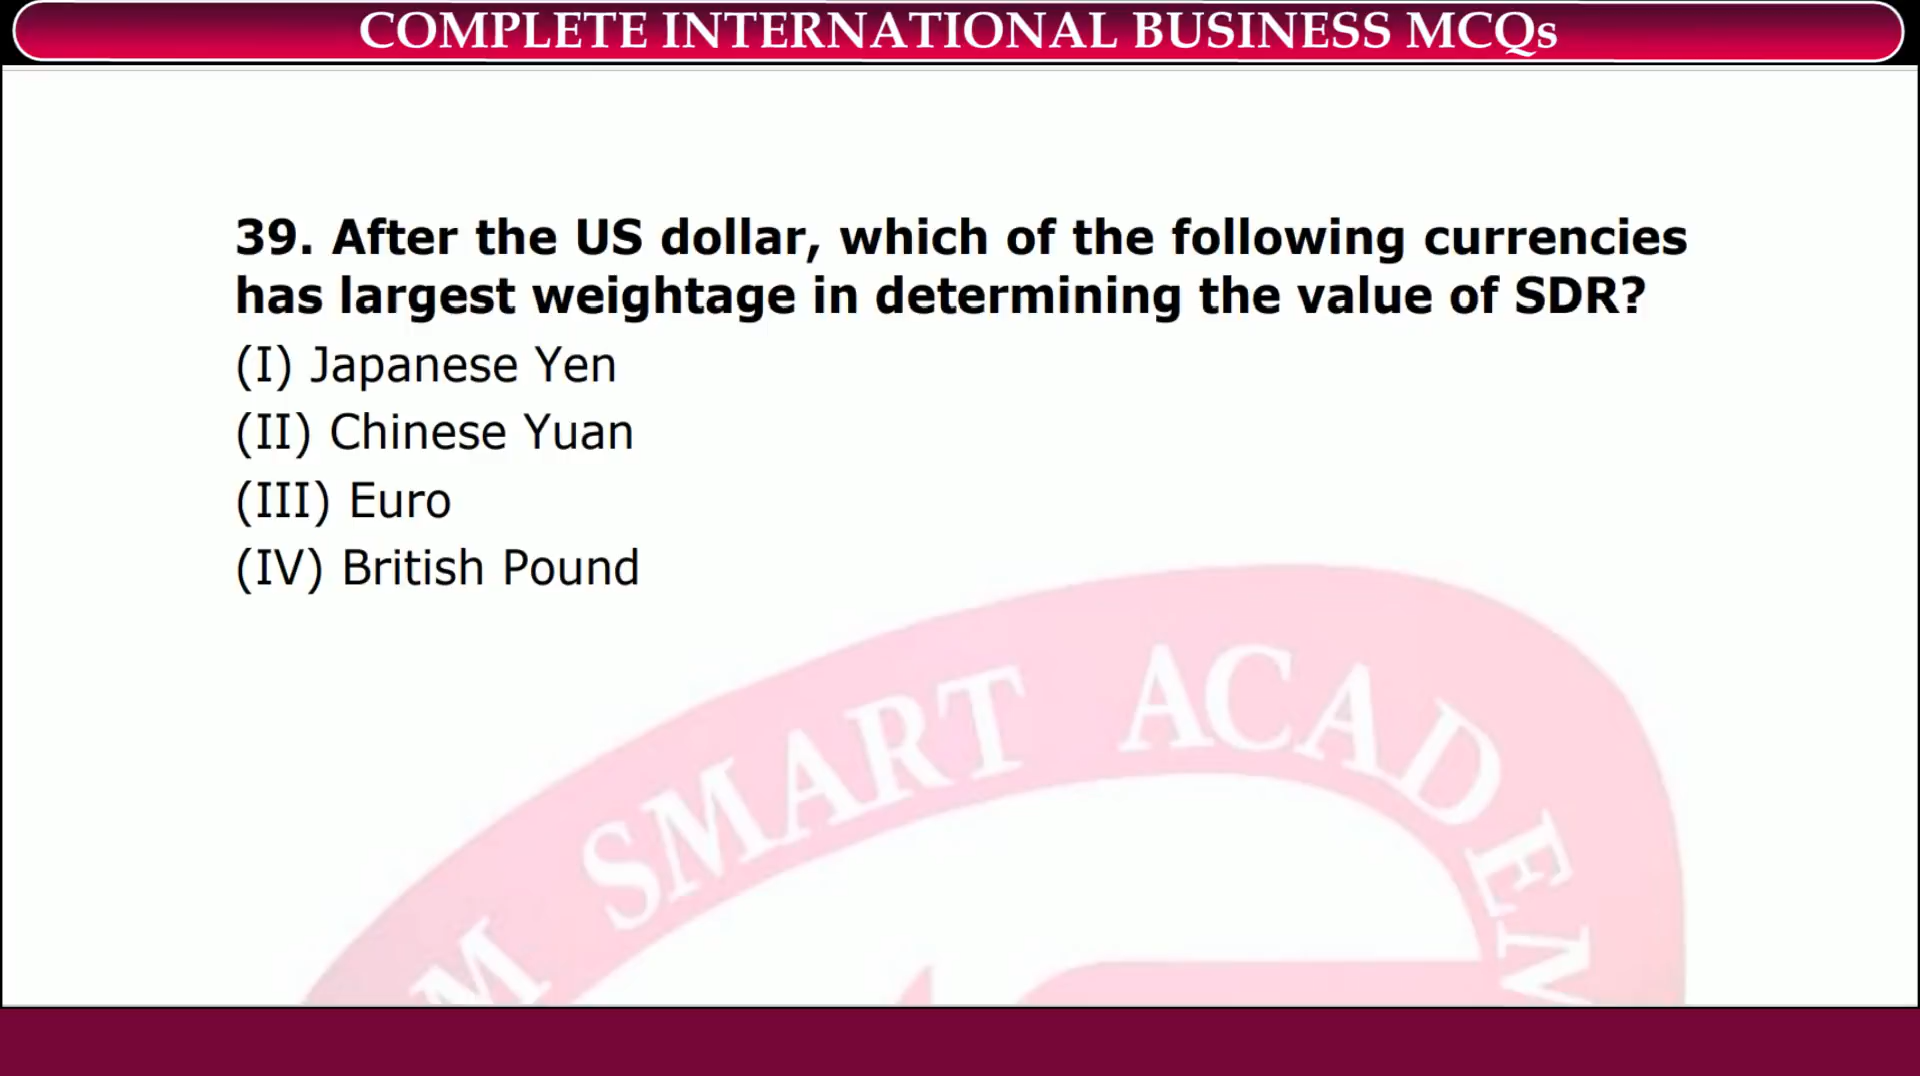 COMPLETE INTERNATIONAL BUSINESS MCQs
39. After the US dollar, which of the following currencies
has largest weightage in determining the value of SDR?
(I) Japanese Yen
(II) Chinese Yuan
(III) Euro
(IV) British Pound
M SMART ACADEM